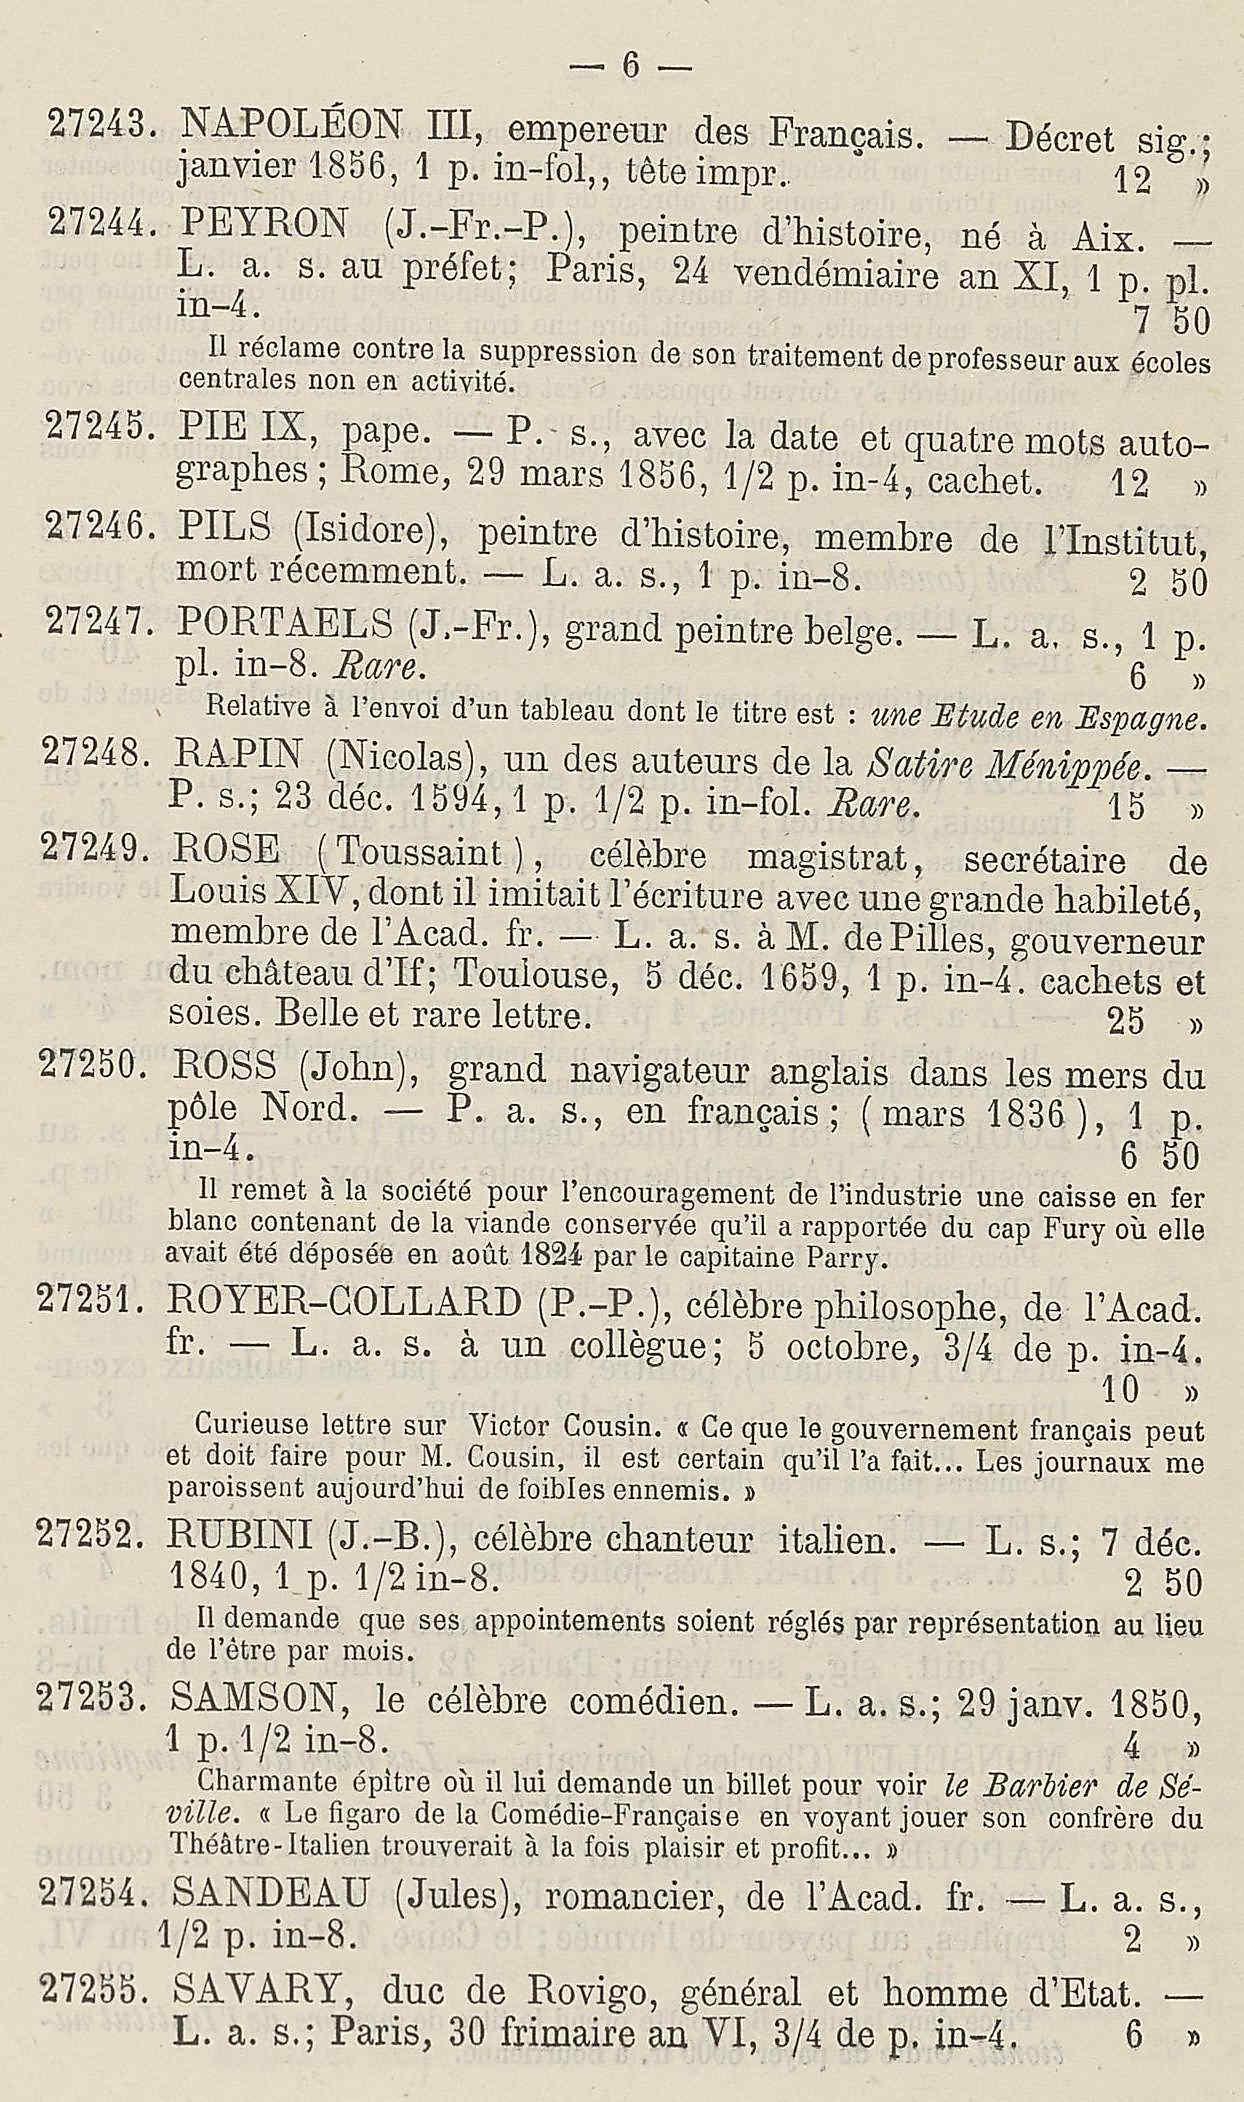 — 6 —
27243. NAPOLÉON III, empereur des Français. — Décret sig.;
janvier 1856, 1 p. in-fol,, tête impr. 12 »
27244. PEYRON (J.-Fr.-P.), peintre d'histoire, né à Aix. —
L. a. s. au préfet; Paris, 24 vendémiaire an XI, 1 p. pl.
in-4. 7 50
Il réclame contre la suppression de son traitement de professeur aux écoles
centrales non en activité.
27245. PIE IX, pape. — P. s., avec la date et quatre mots auto-
graphes; Rome, 29 mars 1856, 1/2 p. in-4, cachet. 12 »
27246. PILS (Isidore), peintre d'histoire, membre de l'Institut,
mort récemment. — L. a. s., 1 p. in-8. 2 50
27247. PORTAELS (J.-Fr.), grand peintre belge. — L. a. s., 1 p.
pl. in-8. Rare. 6 »
Relative à l'envoi d'un tableau dont le titre est : une Etude en Espagne.
27248. RAPIN (Nicolas), un des auteurs de la Satire Ménippée. —
P. s.; 23 déc. 1594, 1 p. 1/2 p. in-fol. Rare. 15 »
27249. ROSE (Toussaint), célèbre magistrat, secrétaire de
Louis XIV, dont il imitait l'écriture avec une grande habileté,
membre de l'Acad. fr. — L. a. s. à M. de Pilles, gouverneur
du château d'If; Toulouse, 5 déc. 1659, 1 p. in-4. cachets et
soies. Belle et rare lettre. 25 »
27250. ROSS (John), grand navigateur anglais dans les mers du
pôle Nord. — P. a. s., en français; (mars 1836), 1 p.
in-4. 6 50
Il remet à la société pour l'encouragement de l'industrie une caisse en fer
blanc contenant de la viande conservée qu'il a rapportée du cap Fury où elle
avait été déposée en août 1824 par le capitaine Parry.
27251. ROYER-COLLARD (P.-P.), célèbre philosophe, de l'Acad.
fr. — L. a. s. à un collègue; 5 octobre, 3/4 de p. in-4.
10 »
Curieuse lettre sur Victor Cousin. « Ce que le gouvernement français peut
et doit faire pour M. Cousin, il est certain qu'il l'a fait... Les journaux me
paroissent aujourd'hui de foibles ennemis. »
27252. RUBINI (J.-B.), célèbre chanteur italien. — L. s.; 7 déc.
1840, 1 p. 1/2 in-8. 2 50
Il demande que ses appointements soient réglés par représentation au lieu
de l'être par mois.
27253. SAMSON, le célèbre comédien. — L. a. s.; 29 janv. 1850,
1 p. 1/2 in-8. 4 »
Charmante épître où il lui demande un billet pour voir le Barbier de Sé-
ville. « Le figaro de la Comédie-Française en voyant jouer son confrère du
Théâtre-Italien trouverait à la fois plaisir et profit... »
27254. SANDEAU (Jules), romancier, de l'Acad. fr. — L. a. s.,
1/2 p. in-8. 2 »
27255. SAVARY, duc de Rovigo, général et homme d'Etat. —
L. a. s.; Paris, 30 frimaire an VI, 3/4 de p. in-4. 6 »